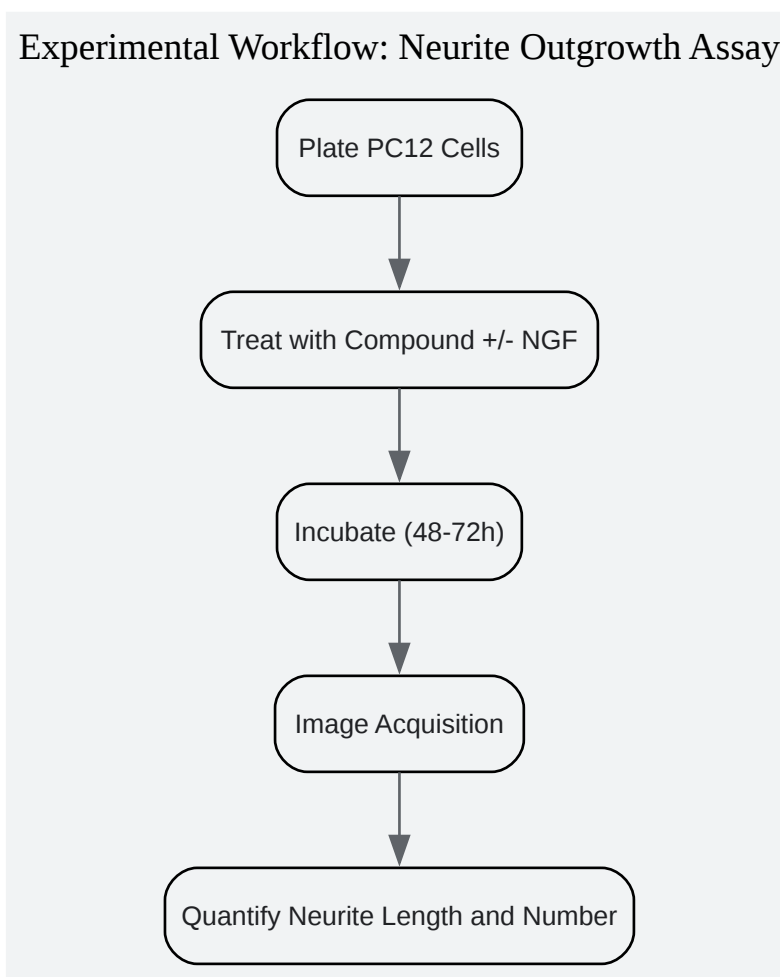 Experimental Workflow: Neurite Outgrowth Assay
Plate PC12 Cells
Treat with Compound +/- NGF
Incubate (48-72h)
Image Acquisition
Quantify Neurite Length and Number